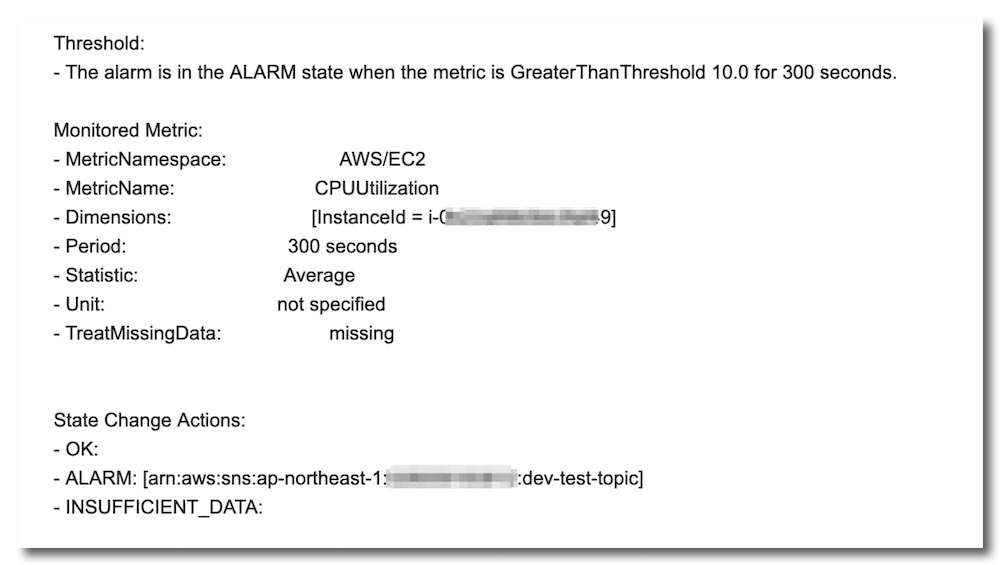 Threshold:
- The alarm is in the ALARM state when the metric is GreaterThanThreshold 10.0 for 300 seconds.
Monitored Metric:
- MetricNamespace: AWS/EC2
- MetricName: CPUUtilization
- Dimensions: [InstanceId = i-0 9]
- Period: 300 seconds
- Statistic: Average
- Unit: not specified
- TreatMissingData: missing
State Change Actions:
- OK:
- ALARM: [arn:aws:sns:ap-northeast-1: :dev-test-topic]
- INSUFFICIENT_DATA: